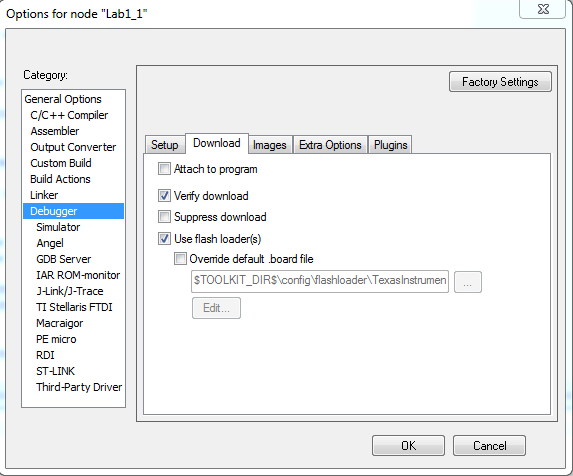 Options for node "Lab1_1"
Category:
Factory Settings
General Options
C/C++ Compiler
Assembler
Output Converter
Custom Build
Build Actions
Linker
Debugger
Simulator
Angel
GDB Server
IAR ROM-monitor
J-Link/J-Trace
TI Stellaris FTDI
Macraigor
PE micro
RDI
ST-LINK
Third-Party Driver
Setup Download Images Extra Options Plugins
Attach to program
Verify download
Suppress download
Use flash loader(s)
Override default .board file
$TOOLKIT_DIR$\config\flashloader\TexasInstrumen
...
Edit...
OK Cancel